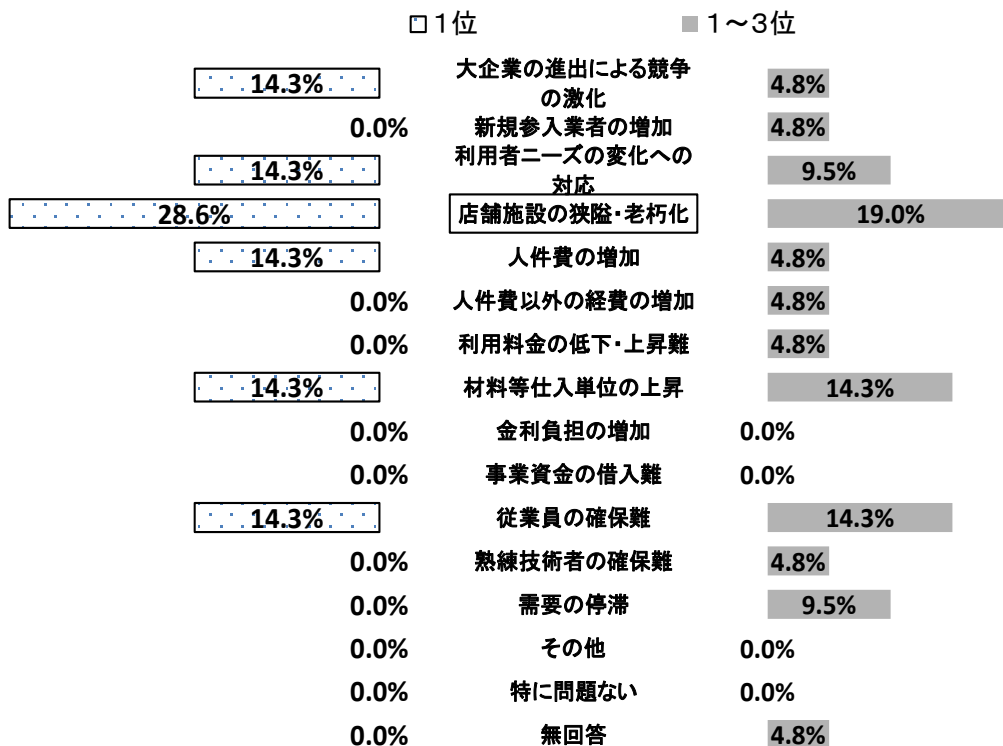 １位 １～３位
14.3% 大企業の進出による競争の激化 4.8%
0.0% 新規参入業者の増加 4.8%
14.3% 利用者ニーズの変化への対応 9.5%
28.6% 店舗施設の狭隘・老朽化 19.0%
14.3% 人件費の増加 4.8%
0.0% 人件費以外の経費の増加 4.8%
0.0% 利用料金の低下・上昇難 4.8%
14.3% 材料等仕入単位の上昇 14.3%
0.0% 金利負担の増加 0.0%
0.0% 事業資金の借入難 0.0%
14.3% 従業員の確保難 14.3%
0.0% 熟練技術者の確保難 4.8%
0.0% 需要の停滞 9.5%
0.0% その他 0.0%
0.0% 特に問題ない 0.0%
0.0% 無回答 4.8%